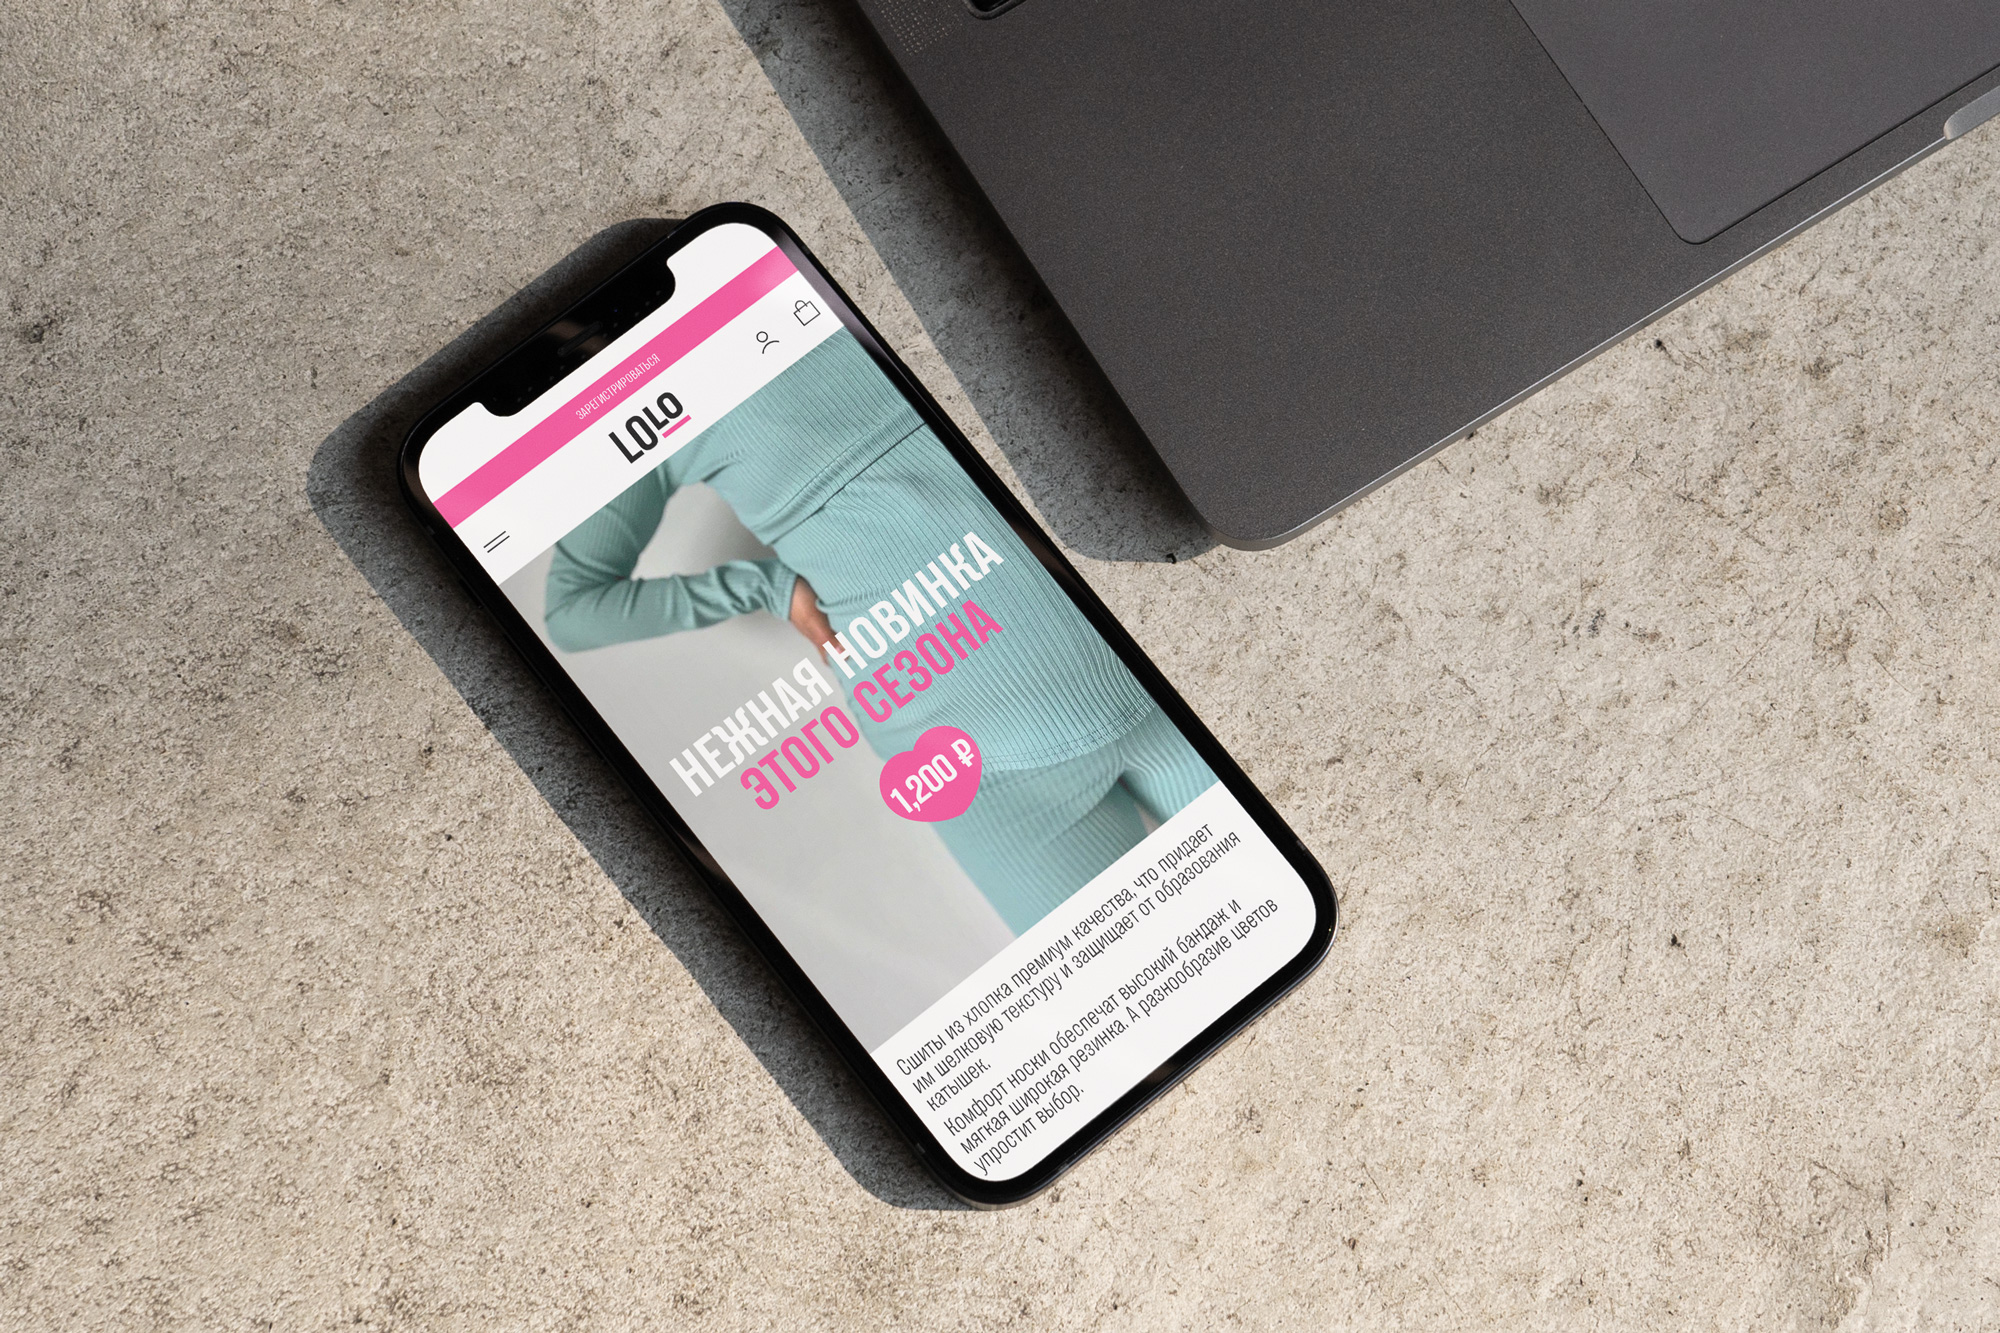 ЗАРЕГИСТРИРОВАТЬСЯ
LOLO
НЕЖНАЯ НОВИНКА
ЭТОГО СЕЗОНА
1,200 ₽
Сшиты из хлопка премиум качества, что придает
им шелковую текстуру и защищает от образования
катышек.
Комфорт носки обеспечат высокий бандаж и
мягкая широкая резинка. А разнообразие цветов
упростит выбор.